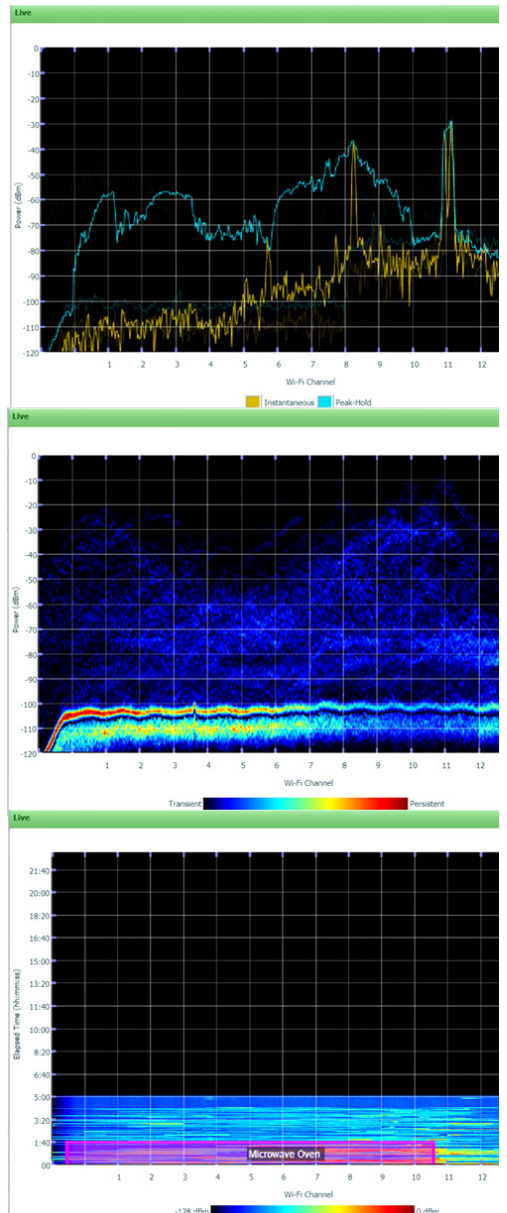 Live
0
-10
-20
-30
-40
-50
-60
-70
-80
-90
-100
-110
-120
Power (dBm)
1 2 3 4 5 6 7 8 9 10 11 12
Wi-Fi Channel
Instantaneous Peak-Hold
Live
0
-10
-20
-30
-40
-50
-60
-70
-80
-90
-100
-110
-120
Power (dBm)
1 2 3 4 5 6 7 8 9 10 11 12
Wi-Fi Channel
Transient Persistent
Live
21:40
20:00
18:20
16:40
15:00
13:20
11:40
10:00
8:20
6:40
5:00
3:20
1:40
00
Elapsed Time (hh:mm:ss)
Microwave Oven
1 2 3 4 5 6 7 8 9 10 11 12
Wi-Fi Channel
-128 dBm 0 dBm